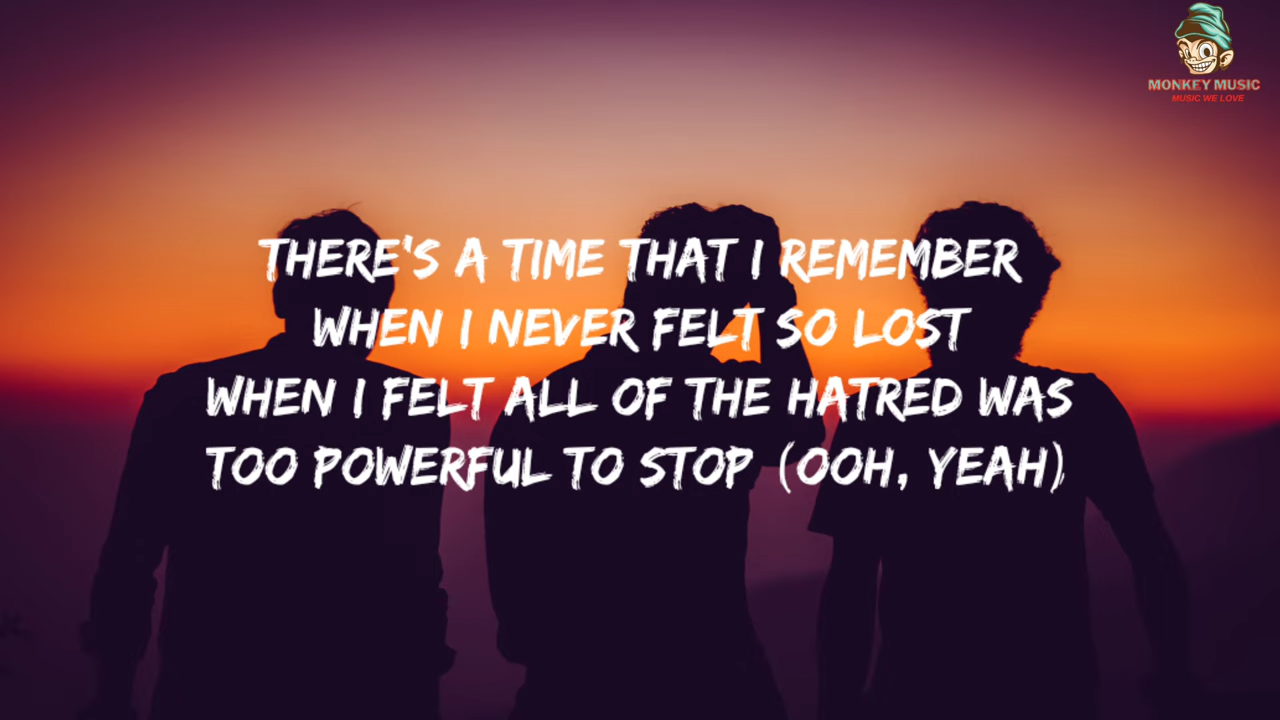 MONKEY MUSIC
MUSIC WE LOVE
THERE'S A TIME THAT I REMEMBER
WHEN I NEVER FELT SO LOST
WHEN I FELT ALL OF THE HATRED WAS
TOO POWERFUL TO STOP (OOH, YEAH)